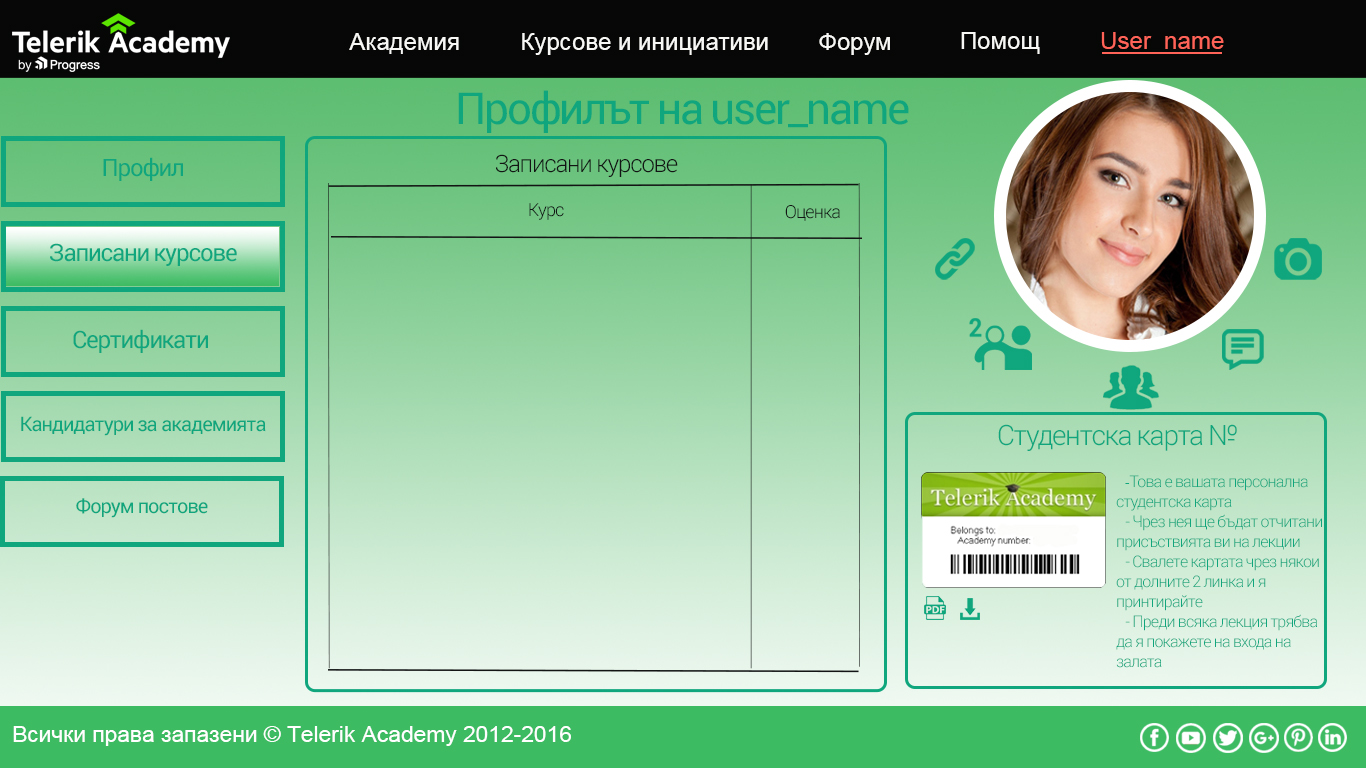 Telerik Academy
by Progress
Академия
Курсове и инициативи
Форум
Помощ
User_name
Профилът на user_name
Профил
Записани курсове
Сертификати
Кандидатури за академията
Форум постове
Записани курсове
Курс
Оценка
2
Студентска карта №
Telerik Academy
Belongs to:
Academy number:
PDF
-Това е вашата персонална
студентска карта
- Чрез нея ще бъдат отчитани
присъствията ви на лекции
- Свалете картата чрез някои
от долните 2 линка и я
принтирайте
- Преди всяка лекция трябва
да я покажете на входа на
залата
Всички права запазени © Telerik Academy 2012-2016